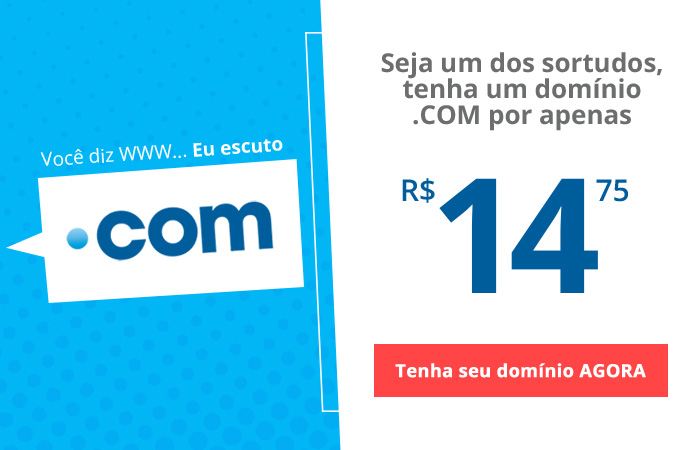 Você diz WWW... Eu escuto
.com
Seja um dos sortudos,
tenha um domínio
.COM por apenas
R$ 14 75
Tenha seu domínio AGORA